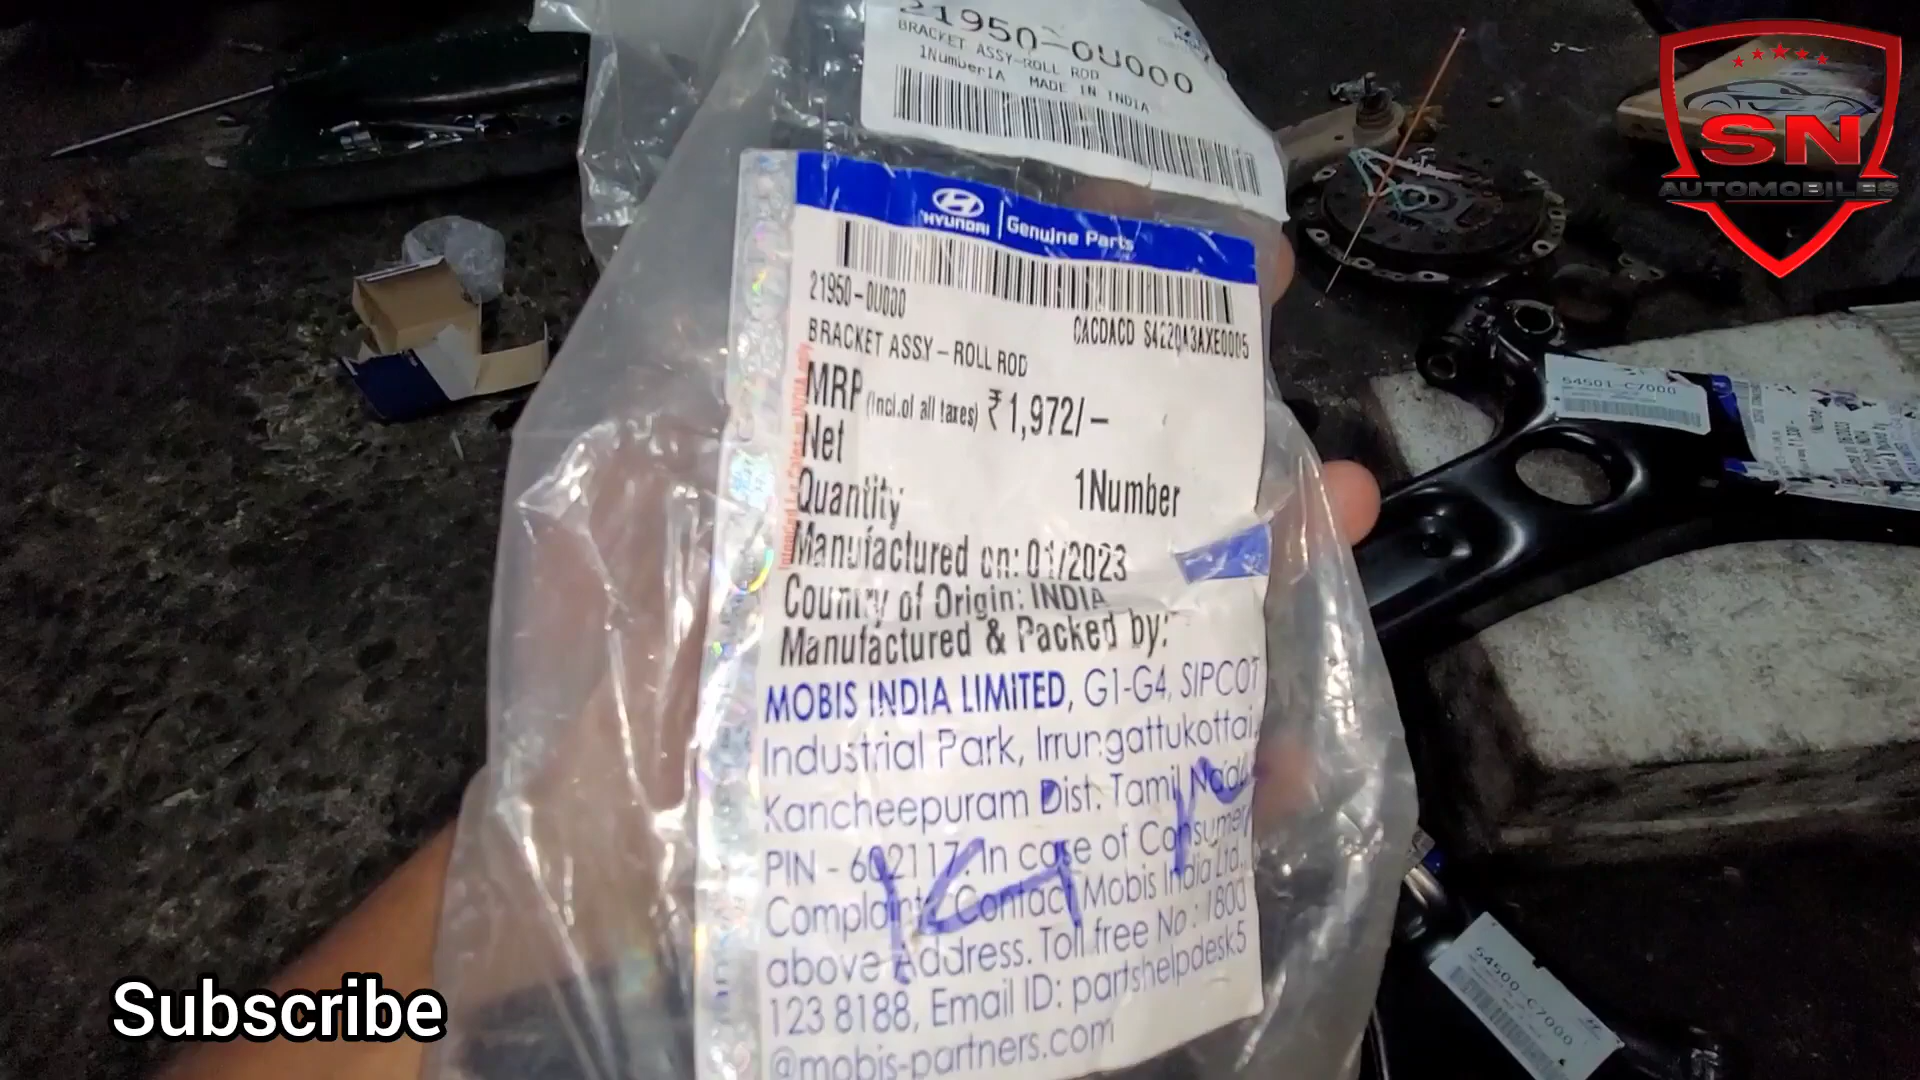 21950-0U000
BRACKET ASSY-ROLL ROD
1Number1A MADE IN INDIA
HYUNDAI Genuine Parts
21950-0U000
CACDACD S4220A3AXE0005
BRACKET ASSY-ROLL ROD
MRP (Incl.of all taxes) ₹1,972/-
Net
Quantity 1Number
Manufactured on: 01/2023
Country of Origin: INDIA
Manufactured & Packed by:
MOBIS INDIA LIMITED, G1-G4, SIPCOT
Industrial Park, Irrungattukottai,
Kancheepuram Dist. Tamil Nadu
PIN - 602117. In case of Consumer
Complaints Contact Mobis India Ltd.,
above Address. Toll free No : 1800
123 8188, Email ID: partshelpdesk5
@mobis-partners.com
SN
AUTOMOBILES
54501-C7000
54500-C7000
Subscribe